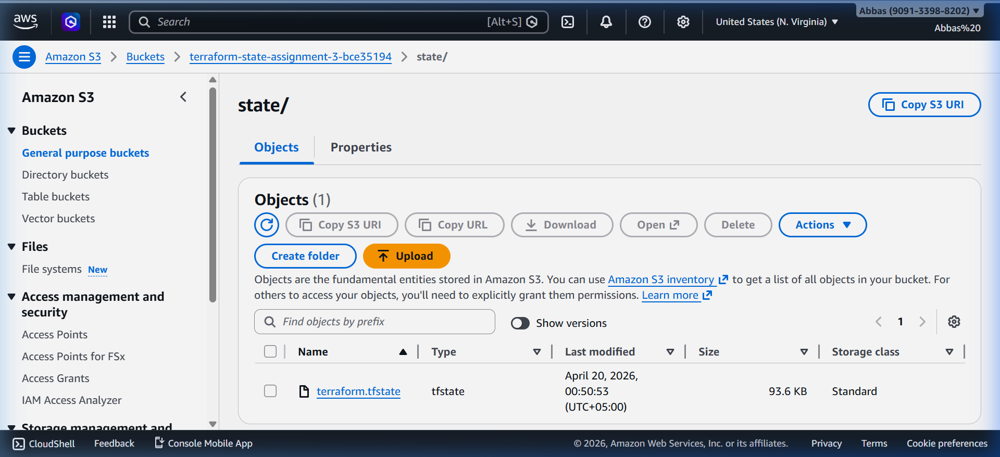 aws
Search [Alt+S]
United States (N. Virginia)
Abbas (9091-3398-8202)
Abbas%20
Amazon S3
Buckets
terraform-state-assignment-3-bce35194
state/
Amazon S3
Buckets
General purpose buckets
Directory buckets
Table buckets
Vector buckets
Files
File systems New
Access management and
security
Access Points
Access Points for FSx
Access Grants
IAM Access Analyzer
Storage management and
state/
Copy S3 URI
Objects
Properties
Objects (1)
Copy S3 URI
Copy URL
Download
Open
Delete
Actions
Create folder
Upload
Objects are the fundamental entities stored in Amazon S3. You can use Amazon S3 inventory to get a list of all objects in your bucket. For
others to access your objects, you'll need to explicitly grant them permissions. Learn more
Find objects by prefix
Show versions
1
Name Type Last modified Size Storage class
terraform.tfstate
tfstate
April 20, 2026,
00:50:53
(UTC+05:00)
93.6 KB
Standard
CloudShell
Feedback
Console Mobile App
© 2026, Amazon Web Services, Inc. or its affiliates.
Privacy
Terms
Cookie preferences